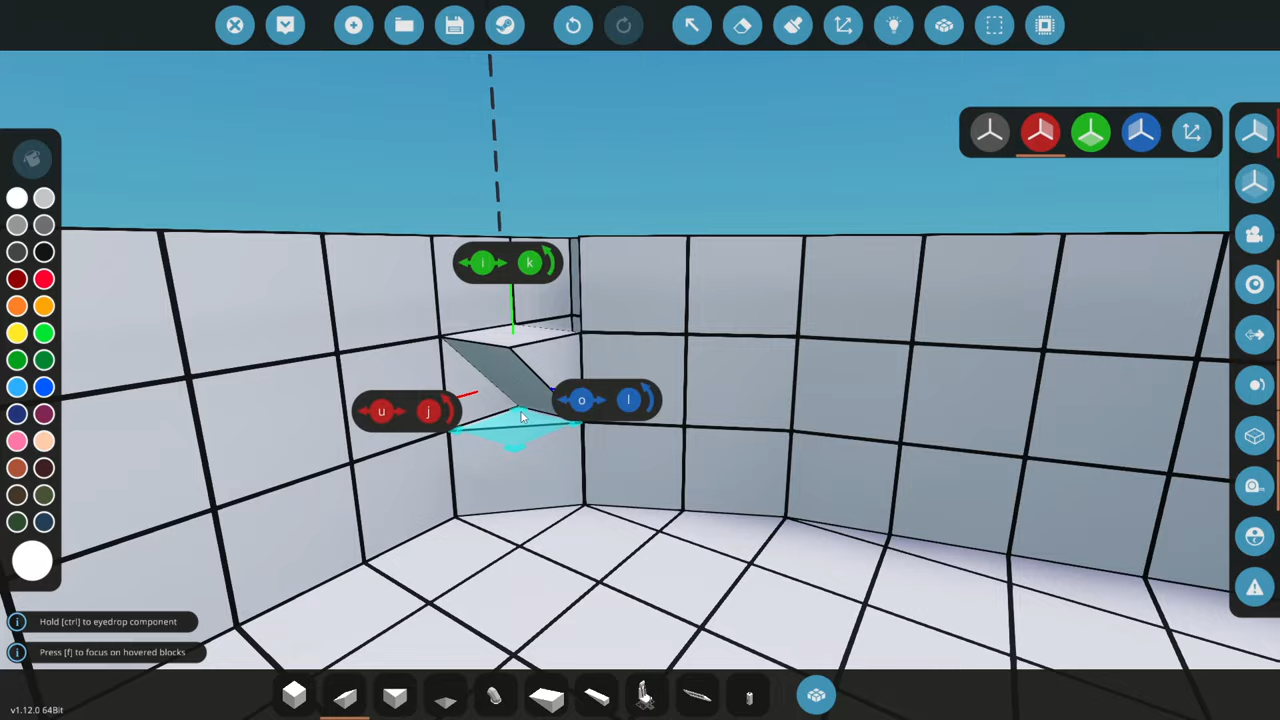 i k
u j
o l
Hold [ctrl] to eyedrop component
Press [f] to focus on hovered blocks
v1.12.0 64Bit